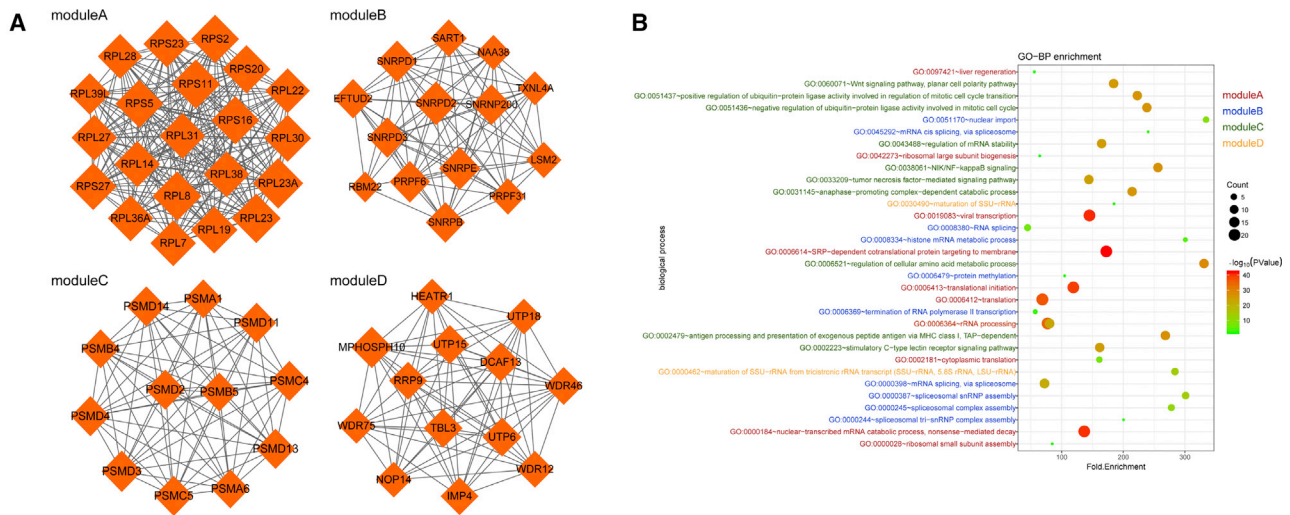 A
moduleA
RPS23
RPS2
RPL28
RPS20
RPS11
RPL39L
RPS5
RPL22
RPS16
RPL27
RPL31
RPL30
RPL14
RPL38
RPS27
RPL8
RPL23A
RPL36A
RPL19
RPL23
RPL7
moduleB
SART1
NAA38
SNRPD1
TXNL4A
EFTUD2
SNRPD2
SNRNP200
SNRPD3
LSM2
SNRPE
RBM22
PRPF6
PRPF31
SNRPB
moduleC
PSMA1
PSMD14
PSMD11
PSMB4
PSMC4
PSMD2
PSMB5
PSMD4
PSMD13
PSMD3
PSMC5
PSMA6
moduleD
HEATR1
UTP18
MPHOSPH10
UTP15
DCAF13
RRP9
WDR46
WDR75
TBL3
UTP6
NOP14
WDR12
IMP4
B
GO-BP enrichment
GO:0097421~liver regeneration
GO:0060071~Wnt signaling pathway, planar cell polarity pathway
GO:0051437~positive regulation of ubiquitin-protein ligase activity involved in regulation of mitotic cell cycle transition
GO:0051436~negative regulation of ubiquitin-protein ligase activity involved in mitotic cell cycle
GO:0051170~nuclear import
GO:0045292~mRNA cis splicing, via spliceosome
GO:0043488~regulation of mRNA stability
GO:0042273~ribosomal large subunit biogenesis
GO:0038061~NIK/NF-kappaB signaling
GO:0033209~tumor necrosis factor-mediated signaling pathway
GO:0031145~anaphase-promoting complex-dependent catabolic process
GO:0030490~maturation of SSU-rRNA
GO:0019083~viral transcription
GO:0008380~RNA splicing
GO:0008334~histone mRNA metabolic process
GO:0006614~SRP-dependent cotranslational protein targeting to membrane
GO:0006521~regulation of cellular amino acid metabolic process
GO:0006479~protein methylation
GO:0006413~translational initiation
GO:0006412~translation
GO:0006369~termination of RNA polymerase II transcription
GO:0006364~rRNA processing
GO:0002479~antigen processing and presentation of exogenous peptide antigen via MHC class I, TAP-dependent
GO:0002223~stimulatory C-type lectin receptor signaling pathway
GO:0002181~cytoplasmic translation
GO:0000462~maturation of SSU-rRNA from tricistronic rRNA transcript (SSU-rRNA, 5.8S rRNA, LSU-rRNA)
GO:0000398~mRNA splicing, via spliceosome
GO:0000387~spliceosomal snRNP assembly
GO:0000245~spliceosomal complex assembly
GO:0000244~spliceosomal tri-snRNP complex assembly
GO:0000184~nuclear-transcribed mRNA catabolic process, nonsense-mediated decay
GO:0000028~ribosomal small subunit assembly
biological process
100
200
300
Fold.Enrichment
moduleA
moduleB
moduleC
moduleD
Count
5
10
15
20
-log10(PValue)
40
30
20
10